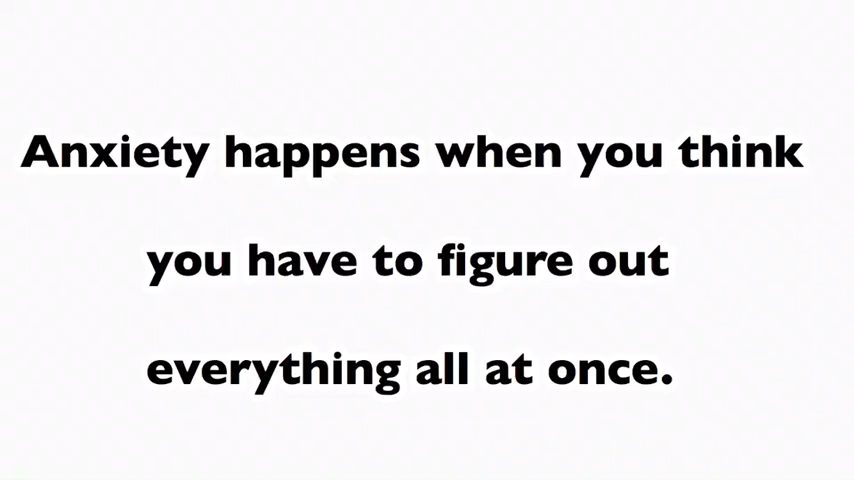 Anxiety happens when you think
you have to figure out
everything all at once.